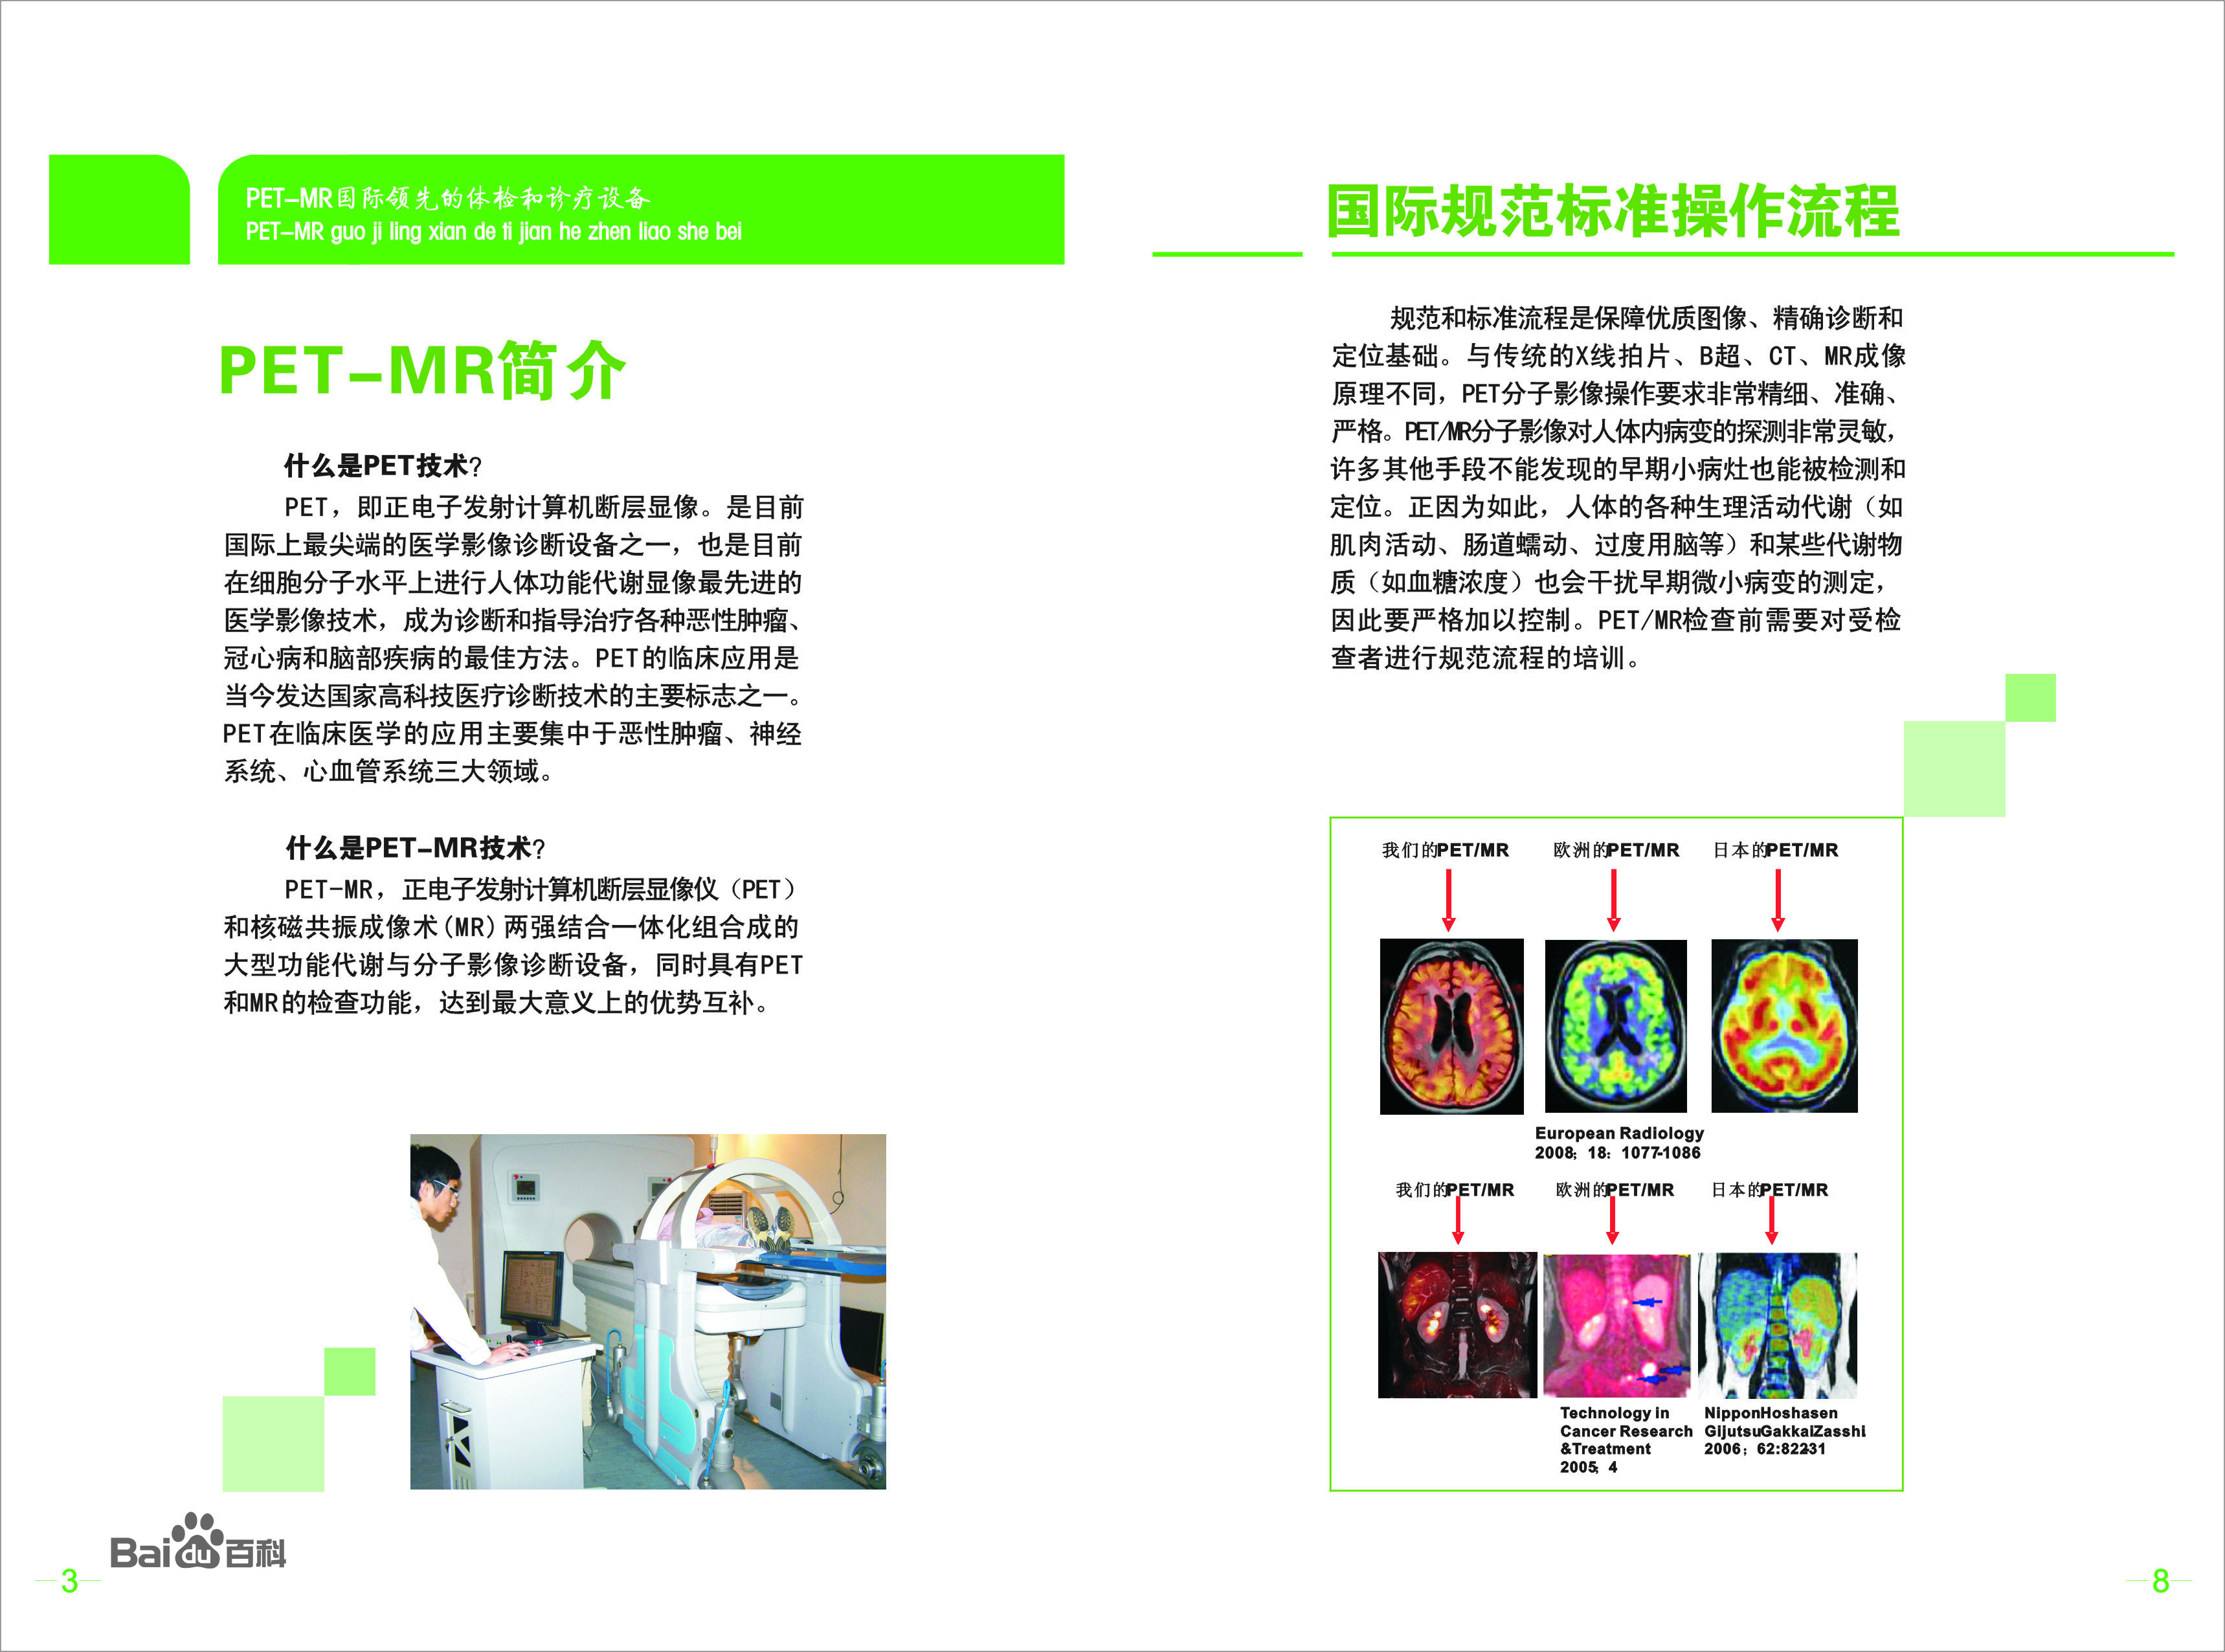 PET-MR国际领先的体检和诊疗设备
PET-MR guo ji ling xian de ti jian he zhen liao she bei
PET-MR简介
什么是PET技术?
PET，即正电子发射计算机断层显像。是目前
国际上最尖端的医学影像诊断设备之一，也是目前
在细胞分子水平上进行人体功能代谢显像最先进的
医学影像技术，成为诊断和指导治疗各种恶性肿瘤、
冠心病和脑部疾病的最佳方法。PET的临床应用是
当今发达国家高科技医疗诊断技术的主要标志之一。
PET在临床医学的应用主要集中于恶性肿瘤、神经
系统、心血管系统三大领域。
什么是PET-MR技术?
PET-MR，正电子发射计算机断层显像仪（PET）
和核磁共振成像术(MR)两强结合一体化组合成的
大型功能代谢与分子影像诊断设备，同时具有PET
和MR的检查功能，达到最大意义上的优势互补。
Baidu百科
3
国际规范标准操作流程
规范和标准流程是保障优质图像、精确诊断和
定位基础。与传统的X线拍片、B超、CT、MR成像
原理不同，PET分子影像操作要求非常精细、准确、
严格。PET/MR分子影像对人体内病变的探测非常灵敏，
许多其他手段不能发现的早期小病灶也能被检测和
定位。正因为如此，人体的各种生理活动代谢（如
肌肉活动、肠道蠕动、过度用脑等）和某些代谢物
质（如血糖浓度）也会干扰早期微小病变的测定，
因此要严格加以控制。PET/MR检查前需要对受检
查者进行规范流程的培训。
我们的PET/MR 欧洲的PET/MR 日本的PET/MR
European Radiology
2008；18：1077-1086
我们的PET/MR 欧洲的PET/MR 日本的PET/MR
Technology in
Cancer Research
&Treatment
2005；4
NipponHoshasen
GIjutsuGakkaiZasshI
2006；62:822-31
8